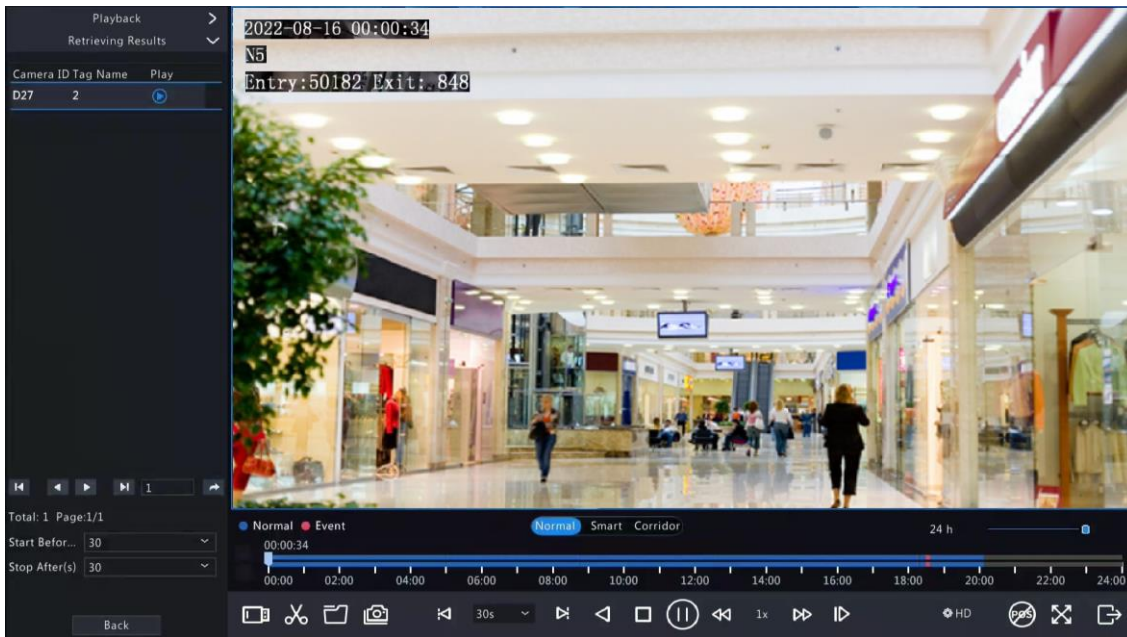 Playback
Retrieving Results
Camera ID Tag Name Play
D27 2
1
Total: 1 Page:1/1
Start Befor... 30
Stop After(s) 30
Back
2022-08-16 00:00:34
N5
Entry:50182 Exit: 848
Normal Event
Normal Smart Corridor
24 h
00:00:34
00:00 02:00 04:00 06:00 08:00 10:00 12:00 14:00 16:00 18:00 20:00 22:00 24:00
30s
1x
HD
POS